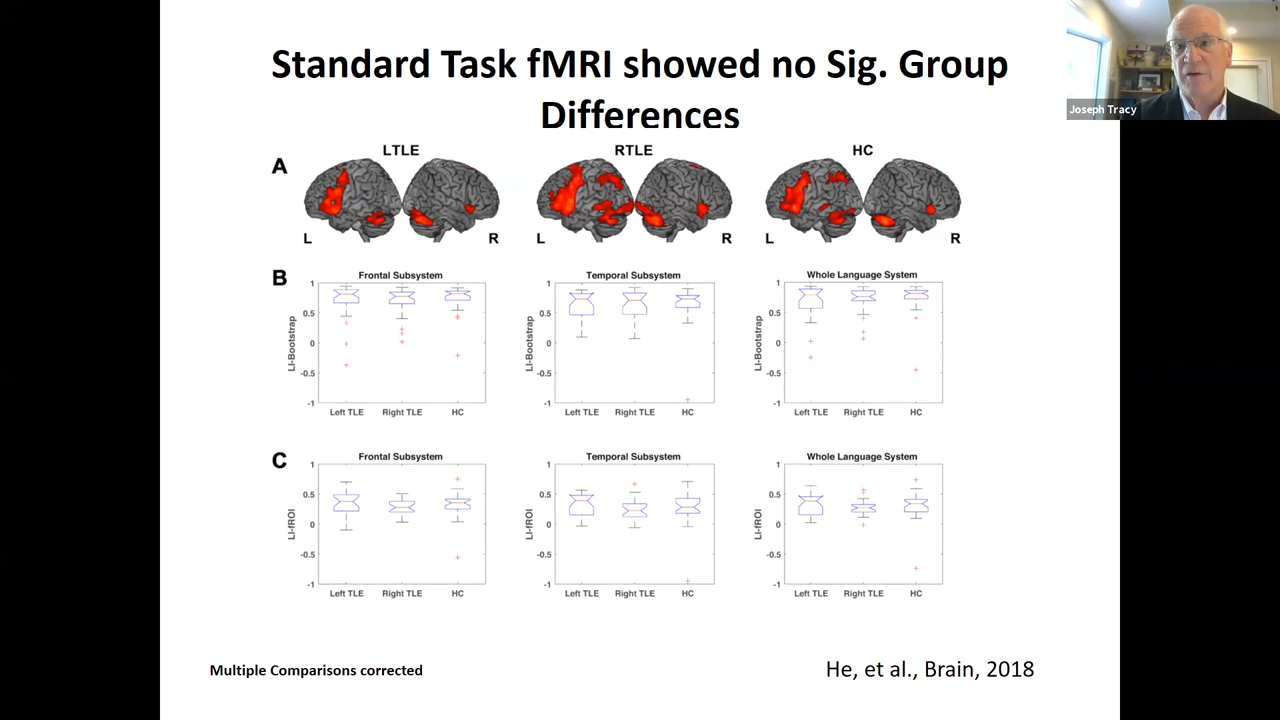 Standard Task fMRI showed no Sig. Group
Differences
Joseph Tracy
A
LTLE
RTLE
HC
L
R
L
R
L
R
B
Frontal Subsystem
LI-Bootstrap
1
0.5
0
-0.5
-1
Left TLE
Right TLE
HC
Temporal Subsystem
LI-Bootstrap
1
0.5
0
-0.5
-1
Left TLE
Right TLE
HC
Whole Language System
LI-Bootstrap
1
0.5
0
-0.5
-1
Left TLE
Right TLE
HC
C
Frontal Subsystem
LI-fROI
1
0.5
0
-0.5
-1
Left TLE
Right TLE
HC
Temporal Subsystem
LI-fROI
1
0.5
0
-0.5
-1
Left TLE
Right TLE
HC
Whole Language System
LI-fROI
1
0.5
0
-0.5
-1
Left TLE
Right TLE
HC
Multiple Comparisons corrected
He, et al., Brain, 2018